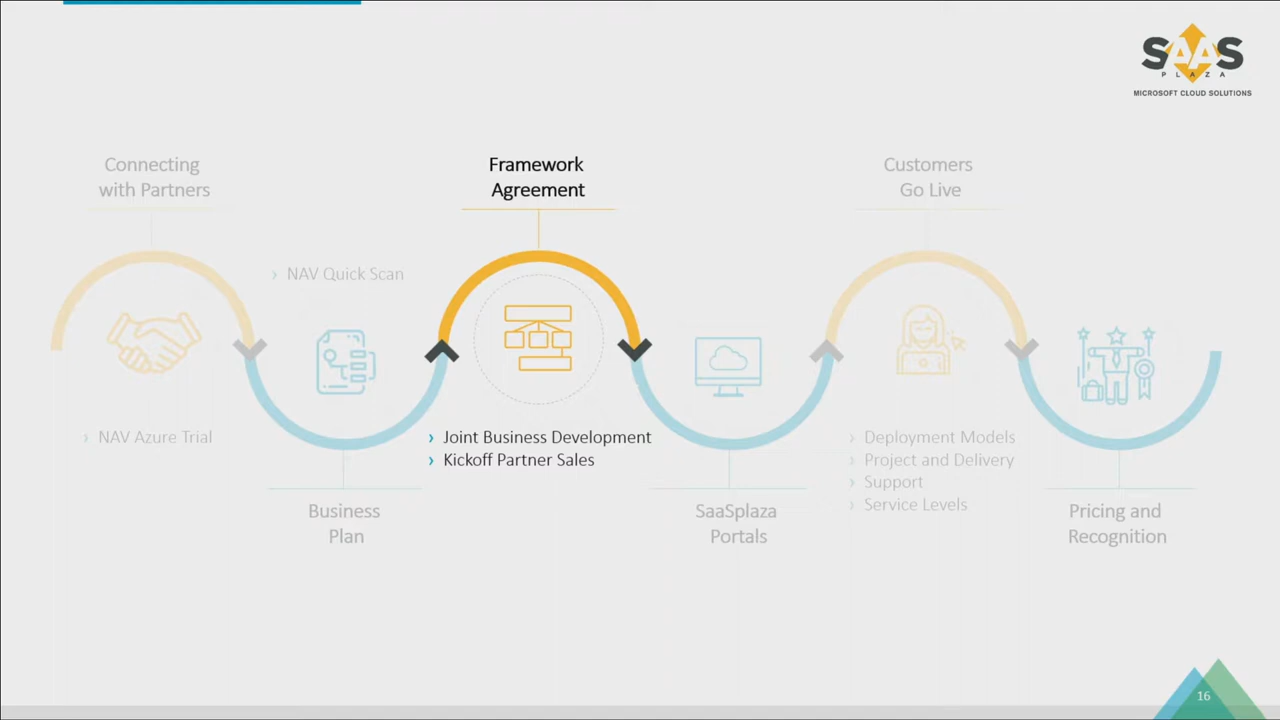 SAAS
PLAZA
MICROSOFT CLOUD SOLUTIONS
Connecting
with Partners
Framework
Agreement
Customers
Go Live
› NAV Quick Scan
› NAV Azure Trial
› Joint Business Development
› Kickoff Partner Sales
› Deployment Models
› Project and Delivery
› Support
› Service Levels
Business
Plan
SaaSplaza
Portals
Pricing and
Recognition
16